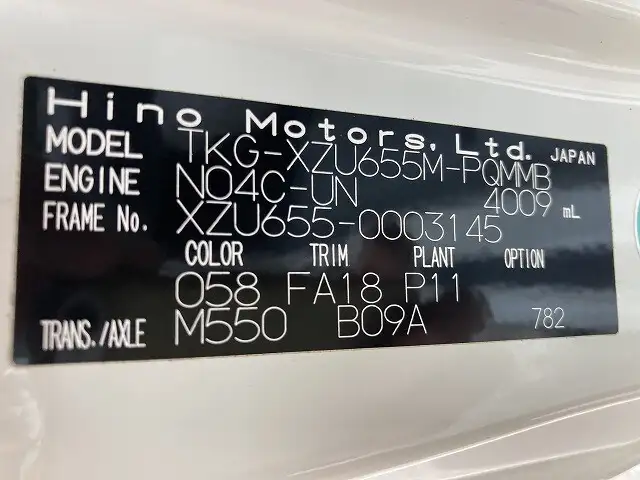 Hino Motors, Ltd. JAPAN
MODEL TKG-XZU655M-PQMMB
ENGINE N04C-UN 4009 mL
FRAME No. XZU655-0003145
COLOR TRIM PLANT OPTION
058 FA18 P11
TRANS./AXLE M550 B09A 782